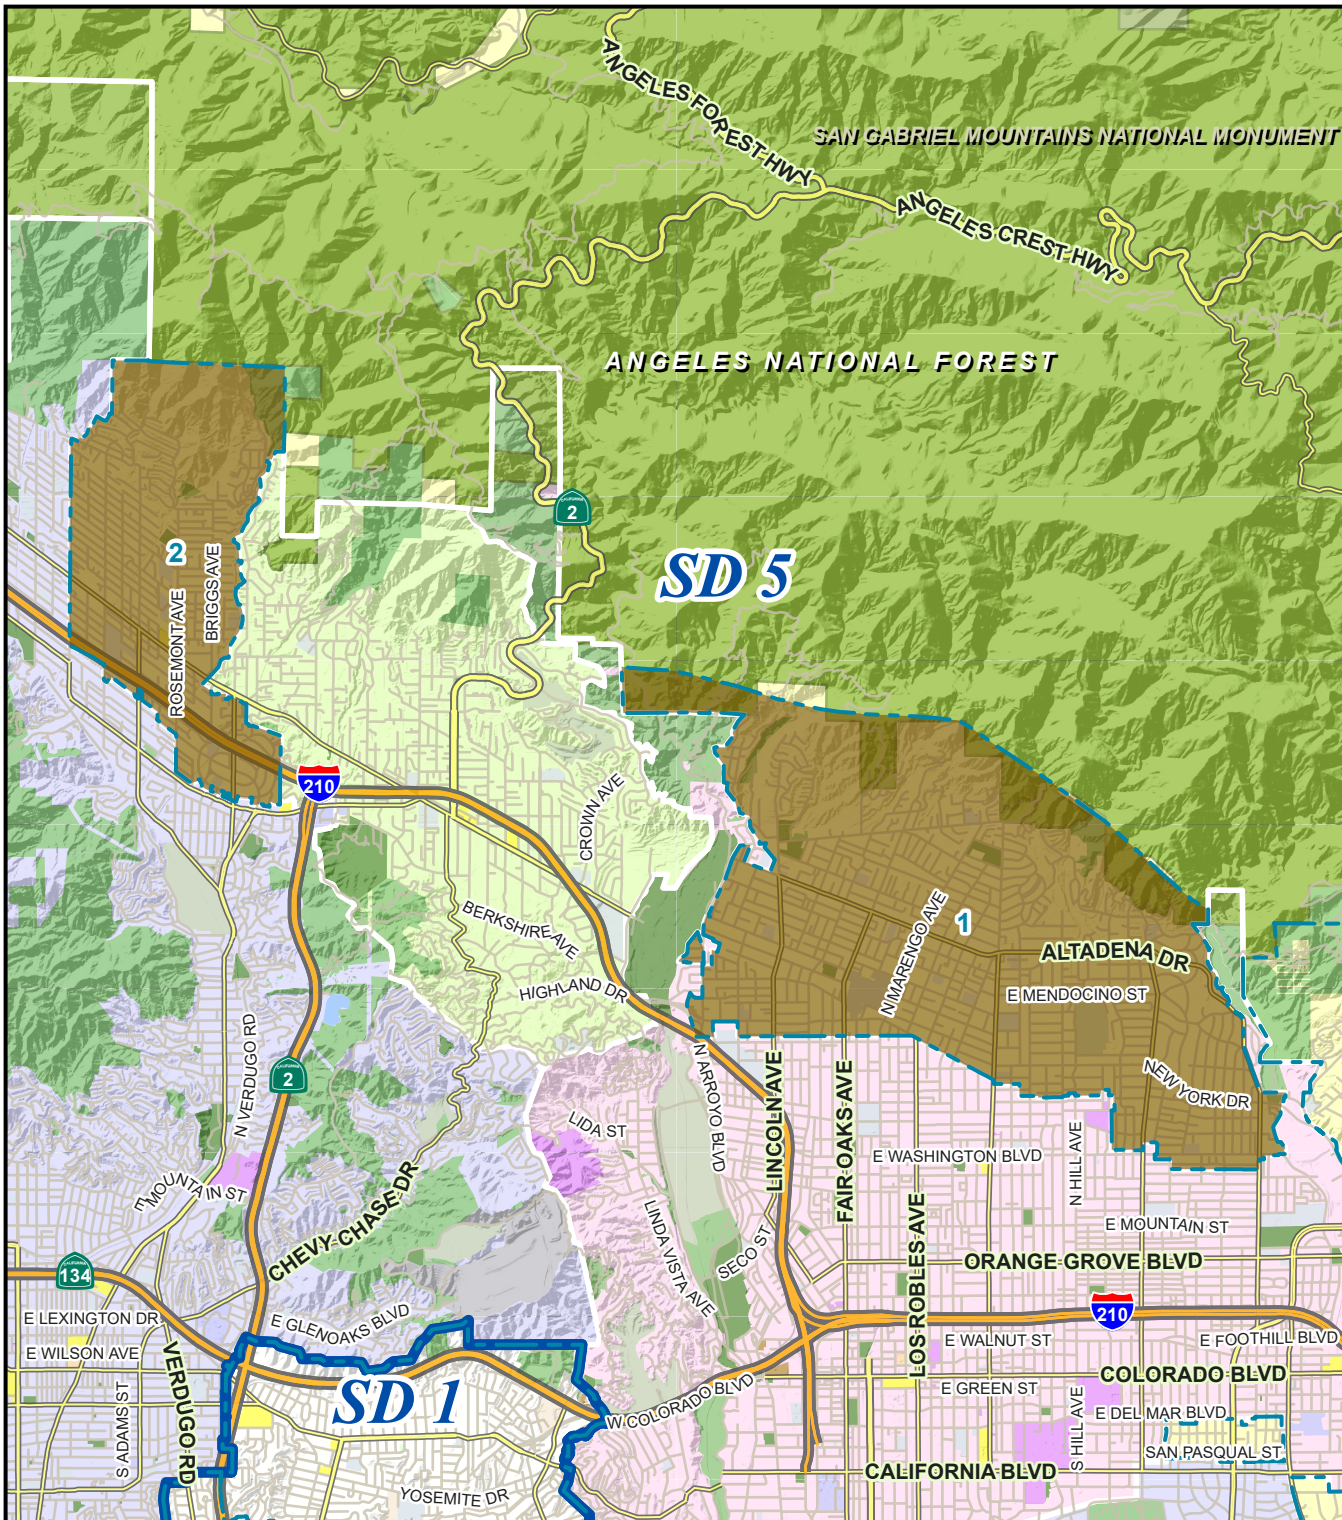 ANGELES FOREST HWY
SAN GABRIEL MOUNTAINS NATIONAL MONUMENT
ANGELES CREST HWY
ANGELES NATIONAL FOREST
CALIFORNIA
2
SD 5
2
BRIGGS AVE
ROSEMONT AVE
210
CROWN AVE
BERKSHIRE AVE
HIGHLAND DR
1
N MARENGO AVE
ALTADENA DR
E MENDOCINO ST
NEW YORK DR
N VERDUGO RD
CALIFORNIA
2
N ARROYO BLVD
LINCOLN AVE
FAIR OAKS AVE
LIDA ST
E WASHINGTON BLVD
N HILL AVE
E MOUNTAIN ST
CHEVY CHASE DR
LINDA VISTA AVE
SECO ST
LOS ROBLES AVE
E MOUNTAIN ST
ORANGE GROVE BLVD
CALIFORNIA
134
E LEXINGTON DR
E GLENOAKS BLVD
210
E WILSON AVE
VERDUGO RD
E WALNUT ST
E FOOTHILL BLVD
SD 1
W COLORADO BLVD
COLORADO BLVD
E GREEN ST
S ADAMS ST
S HILL AVE
E DEL MAR BLVD
SAN PASQUAL ST
CALIFORNIA BLVD
YOSEMITE DR